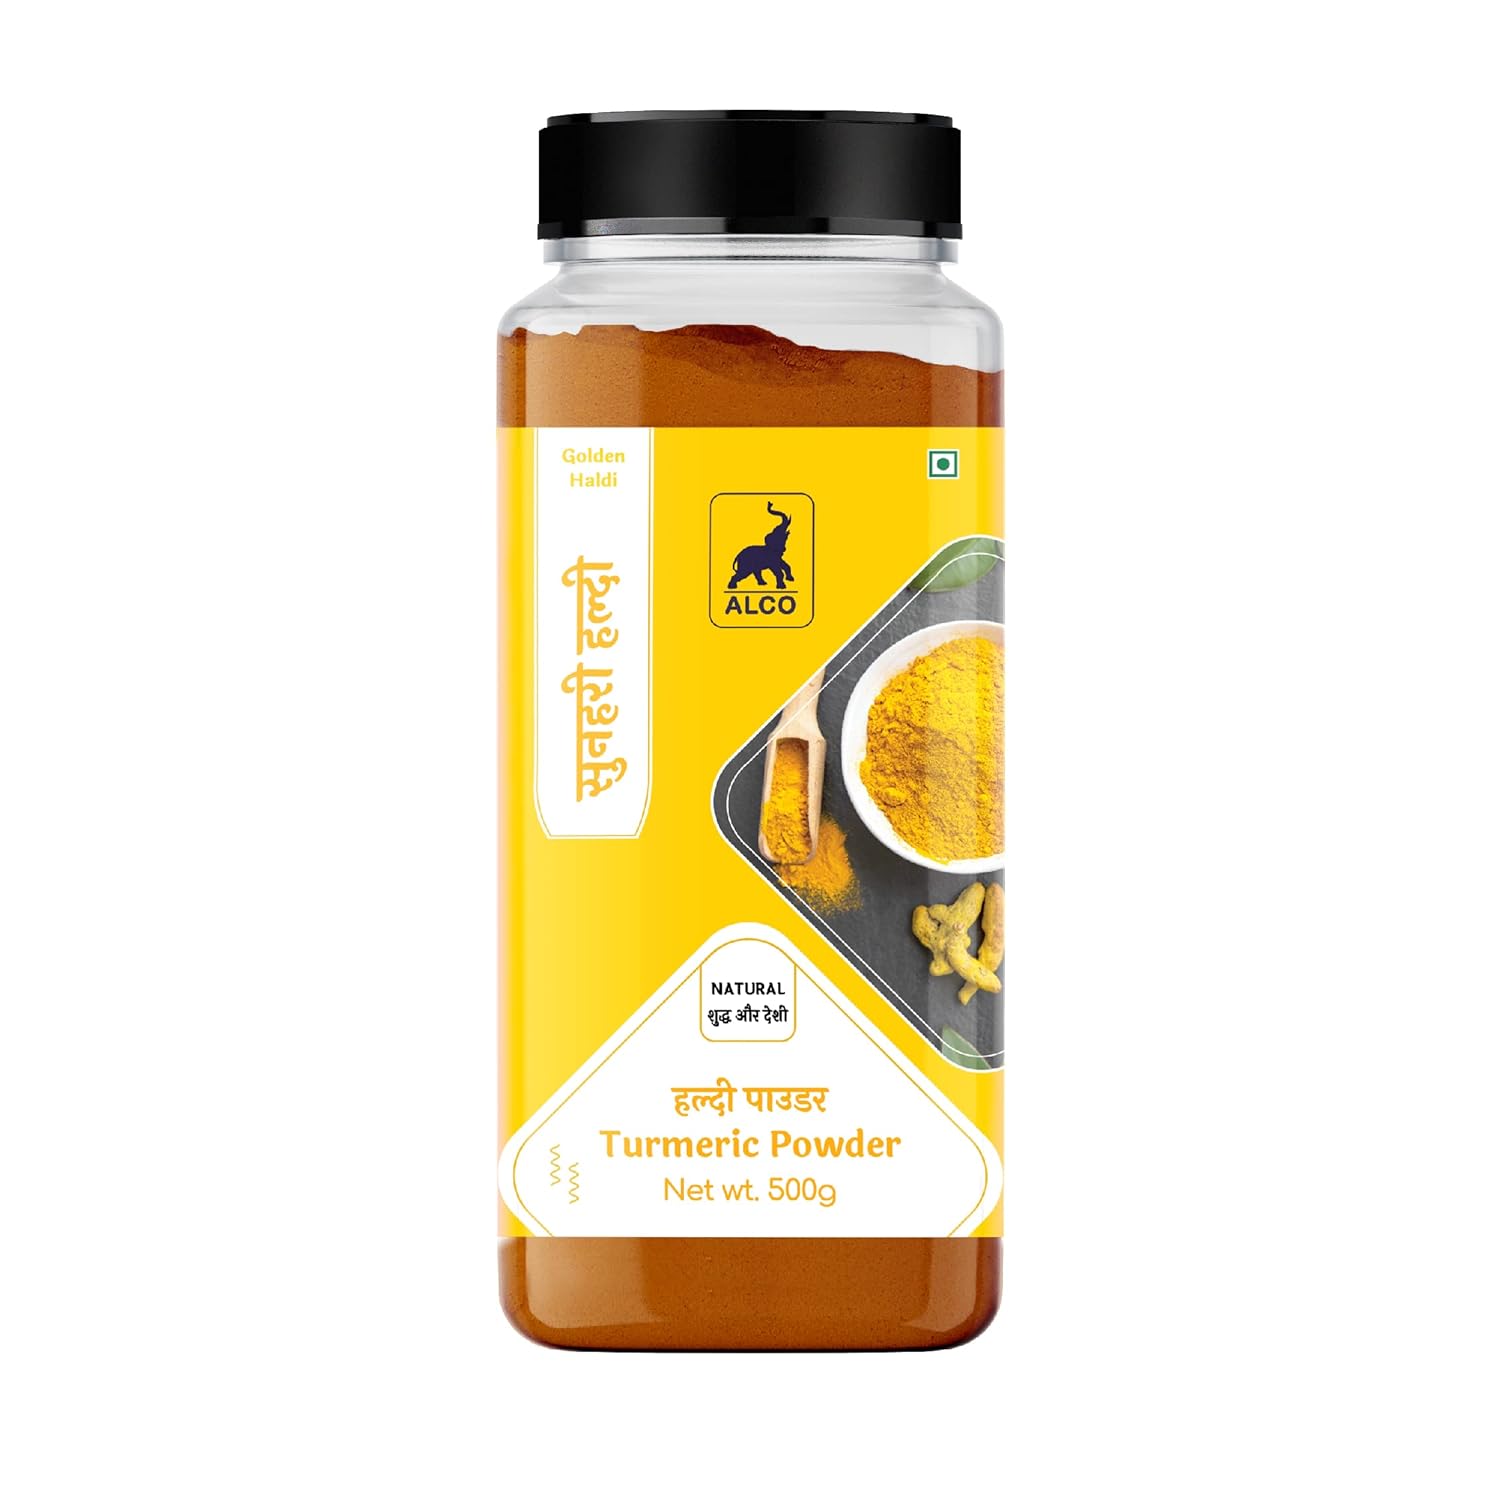 Golden
Haldi
सुनहरी हल्दी
ALCO
NATURAL
शुद्ध और देशी
हल्दी पाउडर
Turmeric Powder
Net wt. 500g